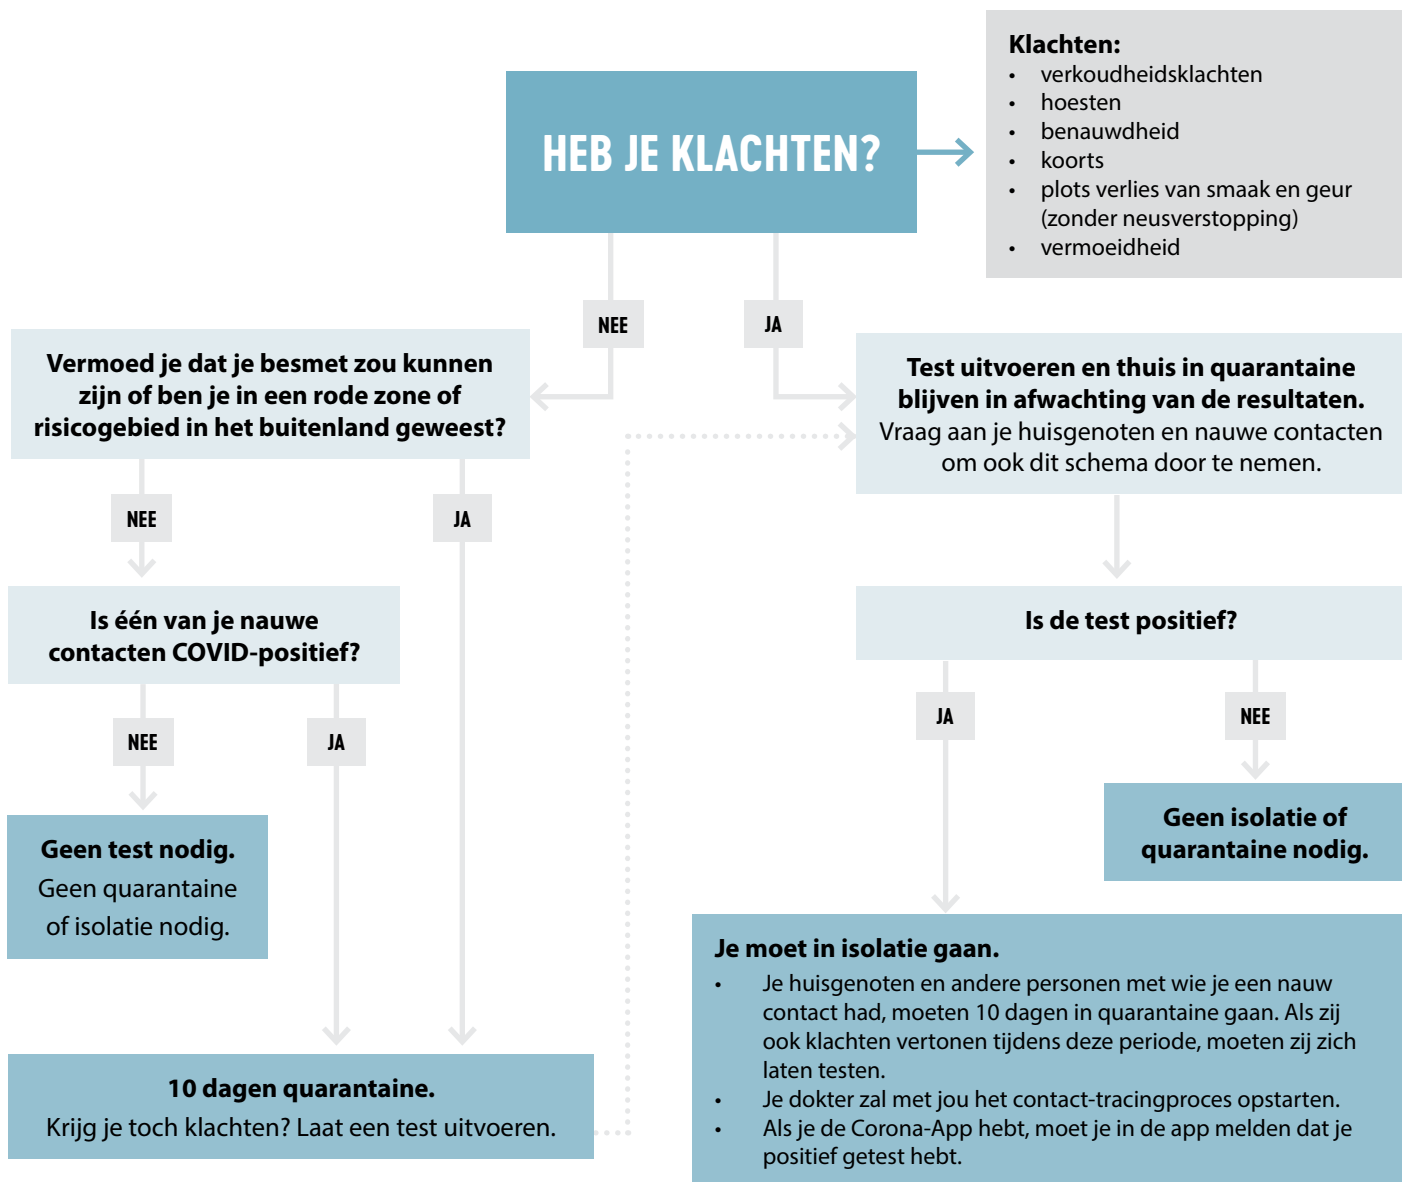 HEB JE KLACHTEN?
Klachten:
• verkoudheidsklachten
• hoesten
• benauwdheid
• koorts
• plots verlies van smaak en geur
(zonder neusverstopping)
• vermoeidheid
NEE
JA
Vermoed je dat je besmet zou kunnen
zijn of ben je in een rode zone of
risicogebied in het buitenland geweest?
Test uitvoeren en thuis in quarantaine
blijven in afwachting van de resultaten.
Vraag aan je huisgenoten en nauwe contacten
om ook dit schema door te nemen.
NEE
JA
Is één van je nauwe
contacten COVID-positief?
Is de test positief?
NEE
JA
JA
NEE
Geen test nodig.
Geen quarantaine
of isolatie nodig.
Geen isolatie of
quarantaine nodig.
Je moet in isolatie gaan.
• Je huisgenoten en andere personen met wie je een nauw
contact had, moeten 10 dagen in quarantaine gaan. Als zij
ook klachten vertonen tijdens deze periode, moeten zij zich
laten testen.
• Je dokter zal met jou het contact-tracingproces opstarten.
• Als je de Corona-App hebt, moet je in de app melden dat je
positief getest hebt.
10 dagen quarantaine.
Krijg je toch klachten? Laat een test uitvoeren.